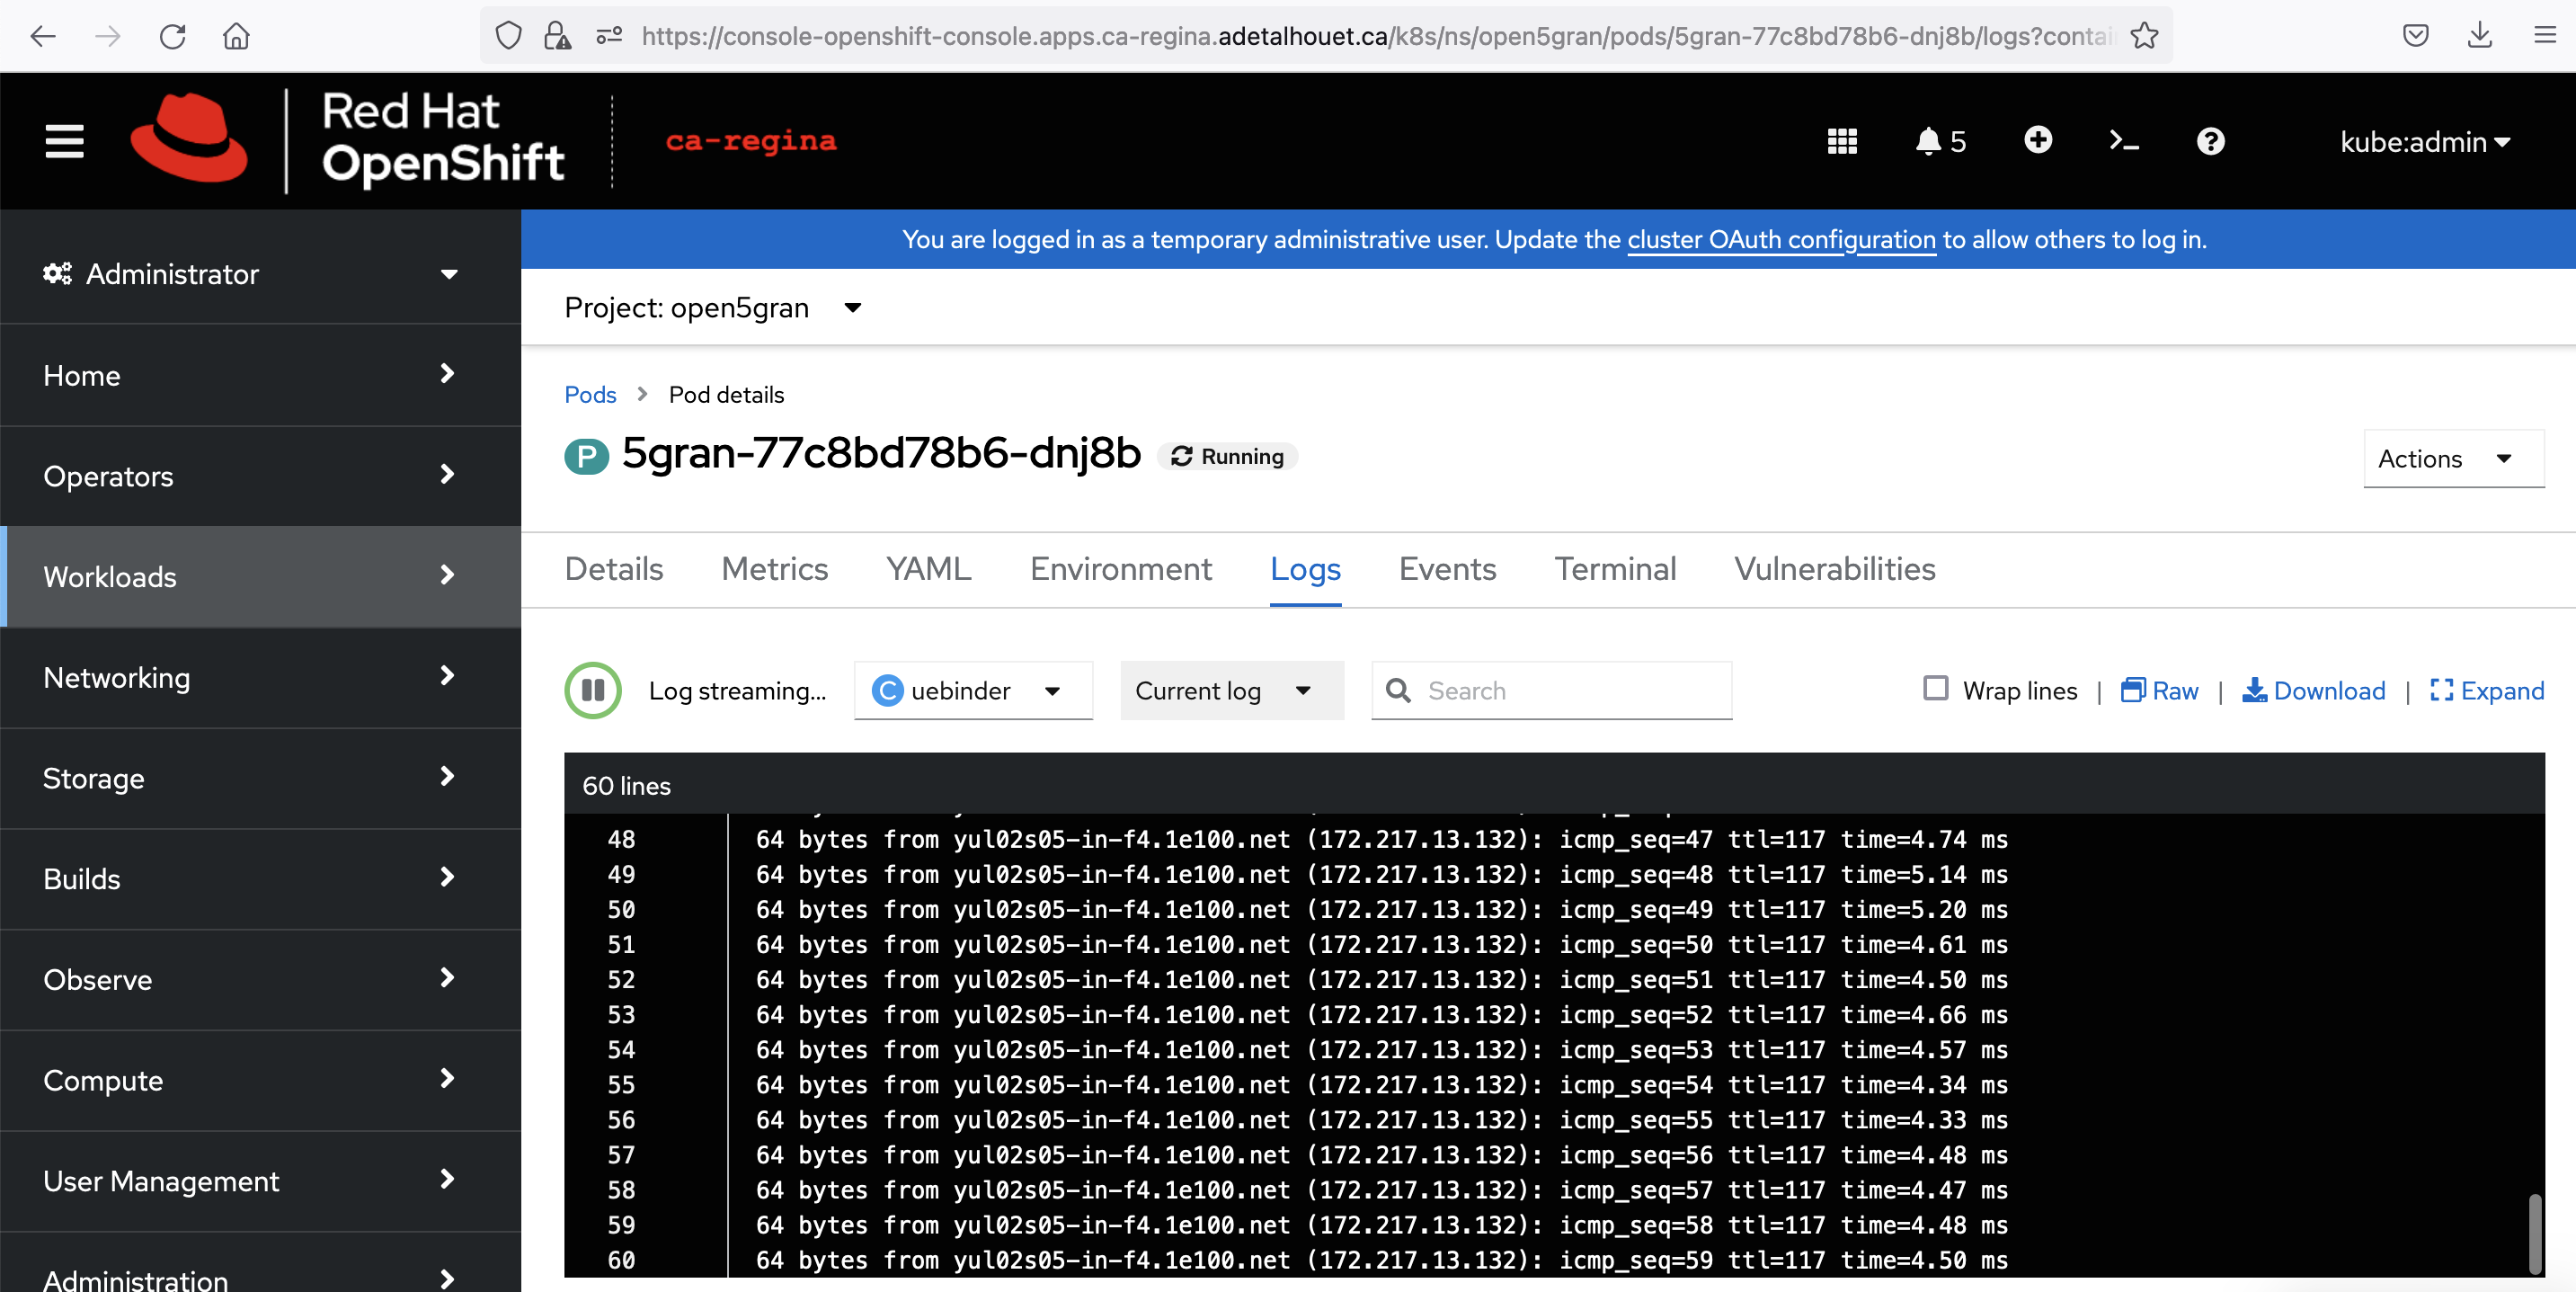 https://console-openshift-console.apps.ca-regina.adetalhouet.ca/k8s/ns/open5gran/pods/5gran-77c8bd78b6-dnj8b/logs?contai
Red Hat
OpenShift
ca-regina
5
kube:admin
You are logged in as a temporary administrative user. Update the cluster OAuth configuration to allow others to log in.
Administrator
Home
Operators
Workloads
Networking
Storage
Builds
Observe
Compute
User Management
Administration
Project: open5gran
Pods
Pod details
P 5gran-77c8bd78b6-dnj8b Running
Actions
Details Metrics YAML Environment Logs Events Terminal Vulnerabilities
Log streaming... C uebinder Current log Search Wrap lines | Raw | Download | Expand
60 lines
48 64 bytes from yul02s05-in-f4.1e100.net (172.217.13.132): icmp_seq=47 ttl=117 time=4.74 ms
49 64 bytes from yul02s05-in-f4.1e100.net (172.217.13.132): icmp_seq=48 ttl=117 time=5.14 ms
50 64 bytes from yul02s05-in-f4.1e100.net (172.217.13.132): icmp_seq=49 ttl=117 time=5.20 ms
51 64 bytes from yul02s05-in-f4.1e100.net (172.217.13.132): icmp_seq=50 ttl=117 time=4.61 ms
52 64 bytes from yul02s05-in-f4.1e100.net (172.217.13.132): icmp_seq=51 ttl=117 time=4.50 ms
53 64 bytes from yul02s05-in-f4.1e100.net (172.217.13.132): icmp_seq=52 ttl=117 time=4.66 ms
54 64 bytes from yul02s05-in-f4.1e100.net (172.217.13.132): icmp_seq=53 ttl=117 time=4.57 ms
55 64 bytes from yul02s05-in-f4.1e100.net (172.217.13.132): icmp_seq=54 ttl=117 time=4.34 ms
56 64 bytes from yul02s05-in-f4.1e100.net (172.217.13.132): icmp_seq=55 ttl=117 time=4.33 ms
57 64 bytes from yul02s05-in-f4.1e100.net (172.217.13.132): icmp_seq=56 ttl=117 time=4.48 ms
58 64 bytes from yul02s05-in-f4.1e100.net (172.217.13.132): icmp_seq=57 ttl=117 time=4.47 ms
59 64 bytes from yul02s05-in-f4.1e100.net (172.217.13.132): icmp_seq=58 ttl=117 time=4.48 ms
60 64 bytes from yul02s05-in-f4.1e100.net (172.217.13.132): icmp_seq=59 ttl=117 time=4.50 ms